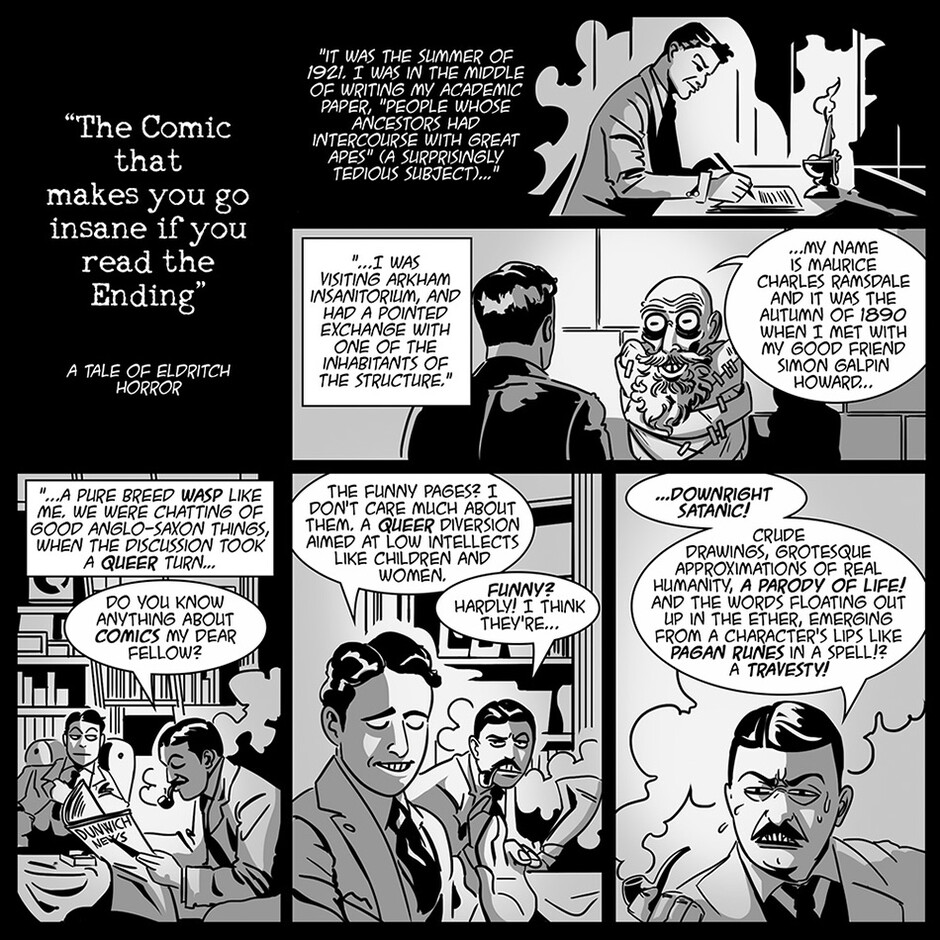 “The Comic
that
makes you go
insane if you
read the
Ending”
A TALE OF ELDRITCH
HORROR
"IT WAS THE SUMMER OF
1921. I WAS IN THE MIDDLE
OF WRITING MY ACADEMIC
PAPER, "PEOPLE WHOSE
ANCESTORS HAD
INTERCOURSE WITH GREAT
APES" (A SURPRISINGLY
TEDIOUS SUBJECT)..."
"...I WAS
VISITING ARKHAM
INSANITORIUM, AND
HAD A POINTED
EXCHANGE WITH
ONE OF THE
INHABITANTS OF
THE STRUCTURE."
...MY NAME
IS MAURICE
CHARLES RAMSDALE
AND IT WAS THE
AUTUMN OF 1890
WHEN I MET WITH
MY GOOD FRIEND
SIMON GALPIN
HOWARD...
"...A PURE BREED WASP LIKE
ME. WE WERE CHATTING OF
GOOD ANGLO-SAXON THINGS,
WHEN THE DISCUSSION TOOK
A QUEER TURN...
DO YOU KNOW
ANYTHING ABOUT
COMICS MY DEAR
FELLOW?
DUNWICH
NEWS
THE FUNNY PAGES? I
DON'T CARE MUCH ABOUT
THEM. A QUEER DIVERSION
AIMED AT LOW INTELLECTS
LIKE CHILDREN AND
WOMEN.
FUNNY?
HARDLY! I THINK
THEY'RE...
...DOWNRIGHT
SATANIC!
CRUDE
DRAWINGS, GROTESQUE
APPROXIMATIONS OF REAL
HUMANITY, A PARODY OF LIFE!
AND THE WORDS FLOATING OUT
UP IN THE ETHER, EMERGING
FROM A CHARACTER'S LIPS LIKE
PAGAN RUNES IN A SPELL!?
A TRAVESTY!